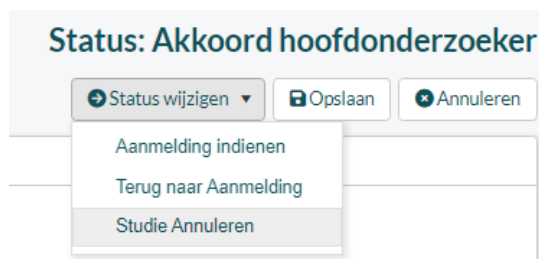 Status: Akkoord hoofdonderzoeker
Status wijzigen Opslaan Annuleren
Aanmelding indienen
Terug naar Aanmelding
Studie Annuleren